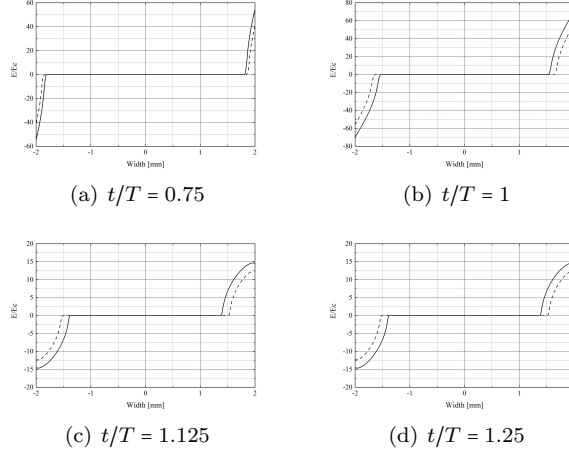 60
40
20
0
-20
-40
-60
E/Ec
-2 -1 0 1 2
Width [mm]
(a) t/T = 0.75
80
60
40
20
0
-20
-40
-60
-80
E/Ec
-2 -1 0 1
Width [mm]
(b) t/T = 1
20
15
10
5
0
-5
-10
-15
-20
E/Ec
-2 -1 0 1 2
Width [mm]
(c) t/T = 1.125
20
15
10
5
0
-5
-10
-15
-20
E/Ec
-2 -1 0 1
Width [mm]
(d) t/T = 1.25